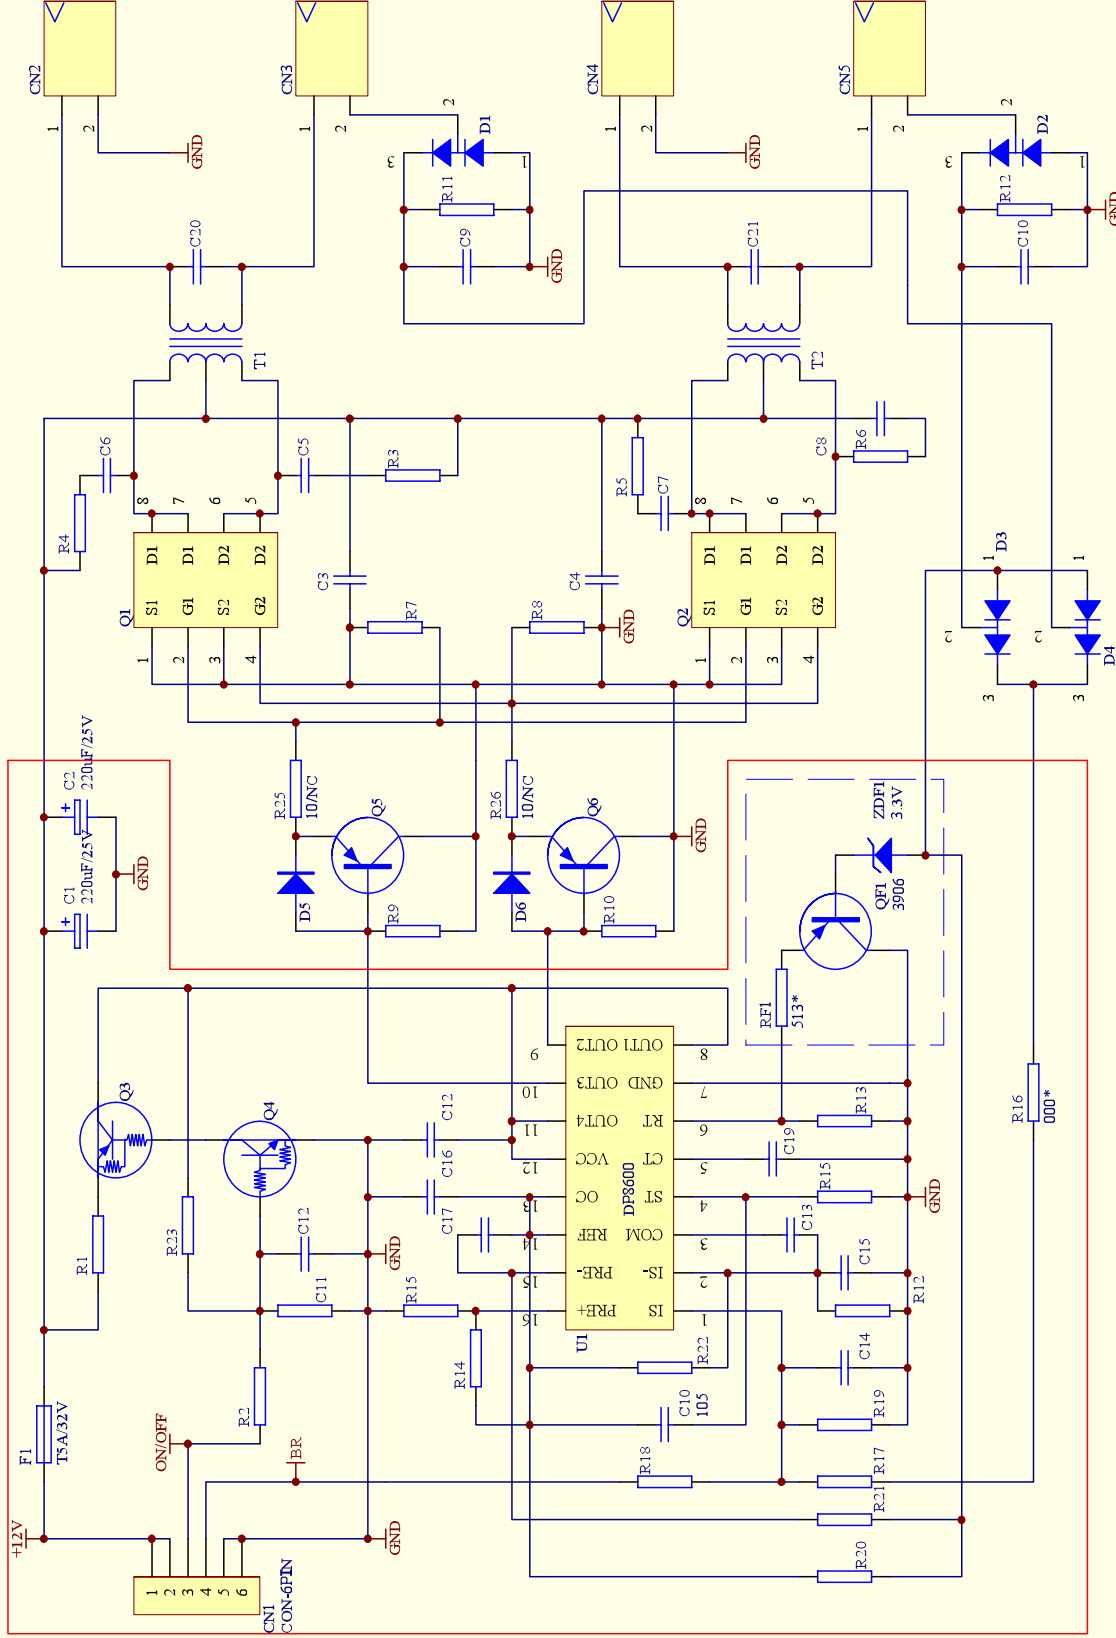 CN2
1
2
GND
CN3
1
2
2
D1
3
1
R11
C9
GND
CN4
1
2
GND
CN5
1
2
2
D2
3
1
R12
C10
GND
C20
T1
C21
T2
C6
R4
C5
R3
8
7
6
5
D1
D1
D2
D2
S1
G1
S2
G2
Q1
1
2
3
4
C3
R7
R8
C4
GND
R5
C7
C8
R6
8
7
6
5
D1
D1
D2
D2
S1
G1
S2
G2
Q2
1
2
3
4
D3
1
1
2
2
3
3
D4
C2
220uF/25V
C1
220uF/25V
GND
R25
10/NC
Q5
D5
R9
R26
10/NC
Q6
D6
R10
GND
ZDF1
3.3V
QF1
3906
RF1
513*
Q3
Q4
R1
R23
C12
C11
GND
C12
C16
C17
R15
R14
9
10
11
12
13
14
15
16
OUT2
OUT3
OUT4
VCC
OC
REF
PRE-
PRE+
DP8600
OUT1
GND
RT
CT
ST
COM
IS-
IS
8
7
6
5
4
3
2
1
U1
R13
C19
R15
GND
C13
C15
R12
C14
R19
R17
R21
R20
R16
000*
R22
C10
105
R18
F1
T5A/32V
R2
ON/OFF
BR
+12V
GND
1
2
3
4
5
6
CN1
CON-6PIN